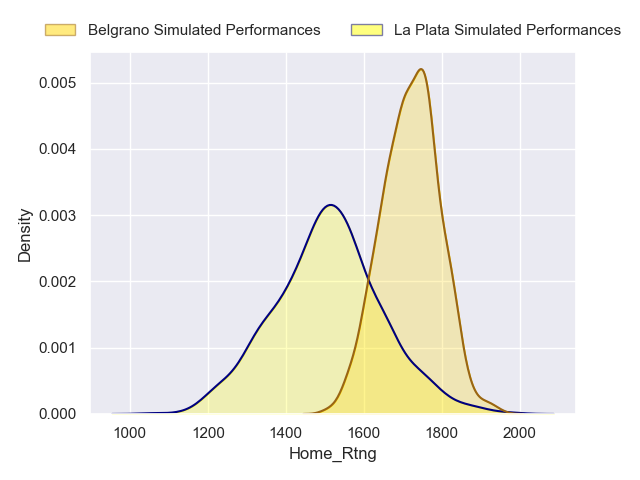 Belgrano Simulated Performances La Plata Simulated Performances
0.005
0.004
0.003
0.002
0.001
0.000
Density
1000 1200 1400 1600 1800 2000
Home_Rtng